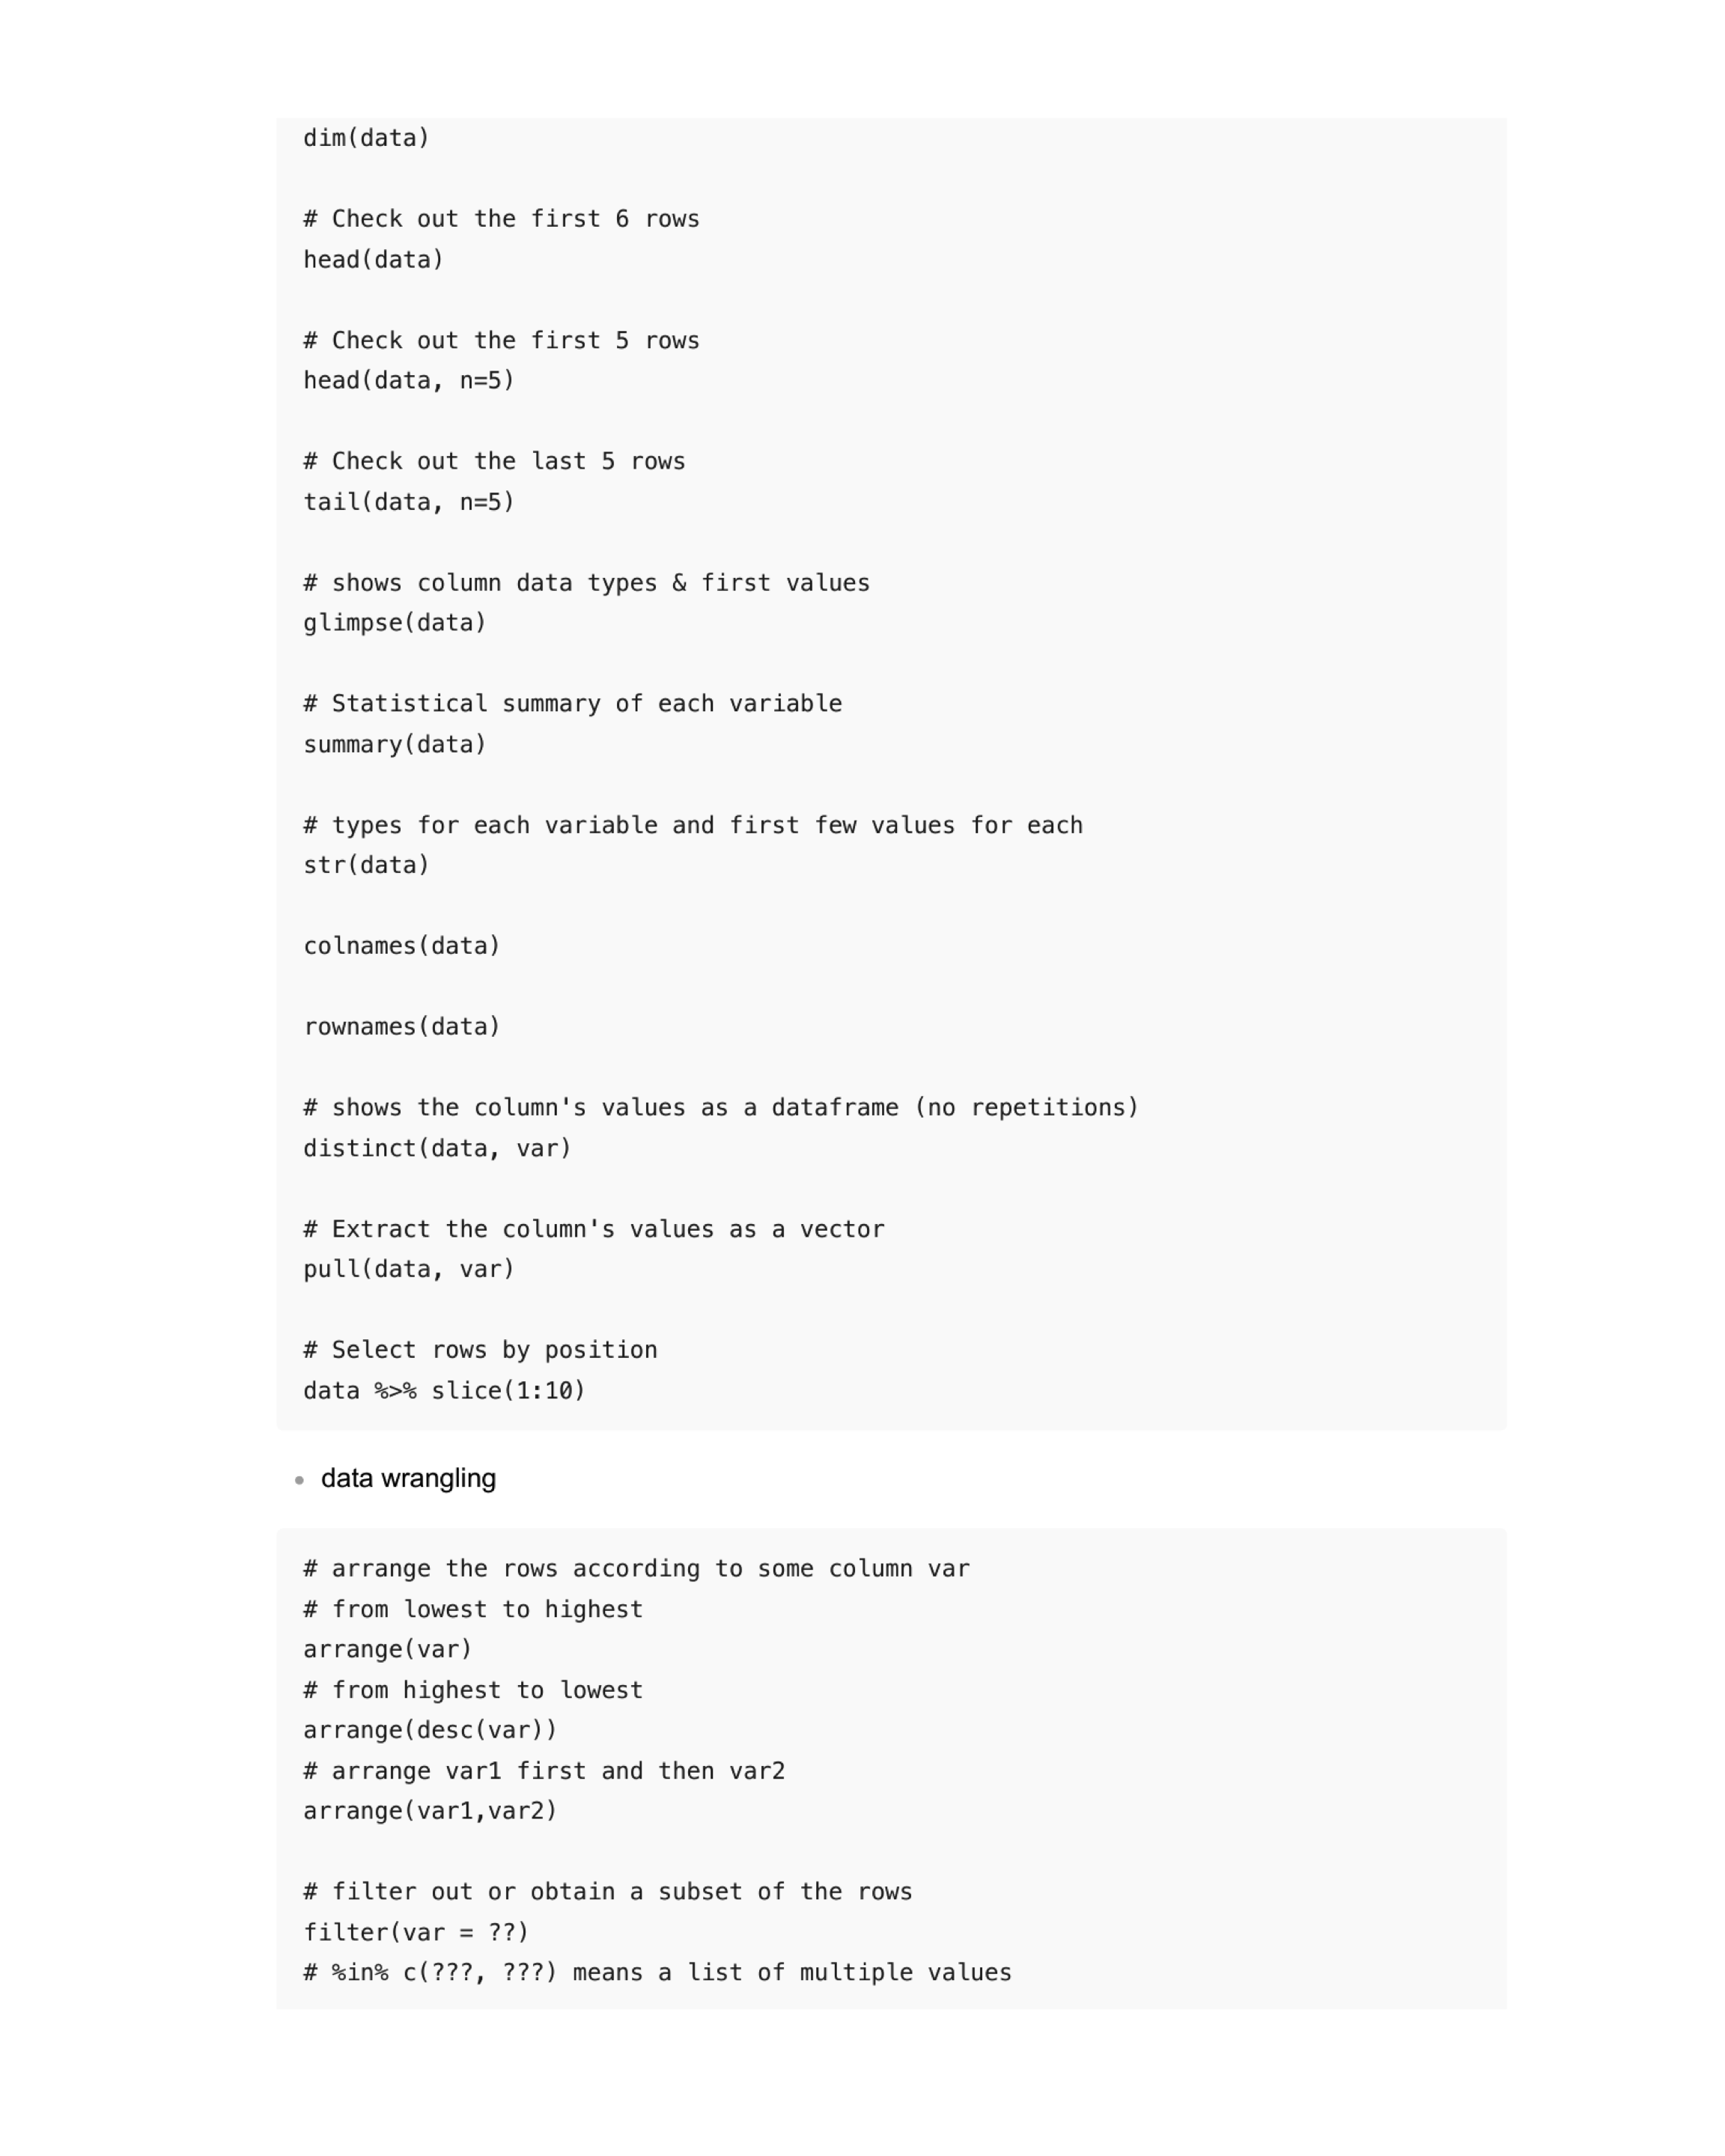 dim(data)
# Check out the first 6 rows
head(data)
# Check out the first 5 rows
head(data, n=5)
# Check out the last 5 rows
tail(data, n=5)
# shows column data types & first values
glimpse(data)
# Statistical summary of each variable
summary(data)
# types for each variable and first few values for each
str(data)
colnames(data)
rownames(data)
# shows the column's values as a dataframe (no repetitions)
distinct(data, var)
# Extract the column's values as a vector
pull(data, var)
# Select rows by position
data %>% slice(1:10)
• data wrangling
# arrange the rows according to some column var
# from lowest to highest
arrange(var)
# from highest to lowest
arrange(desc(var))
# arrange var1 first and then var2
arrange(var1,var2)
# filter out or obtain a subset of the rows
filter(var = ??)
# %in% c(???, ???) means a list of multiple values